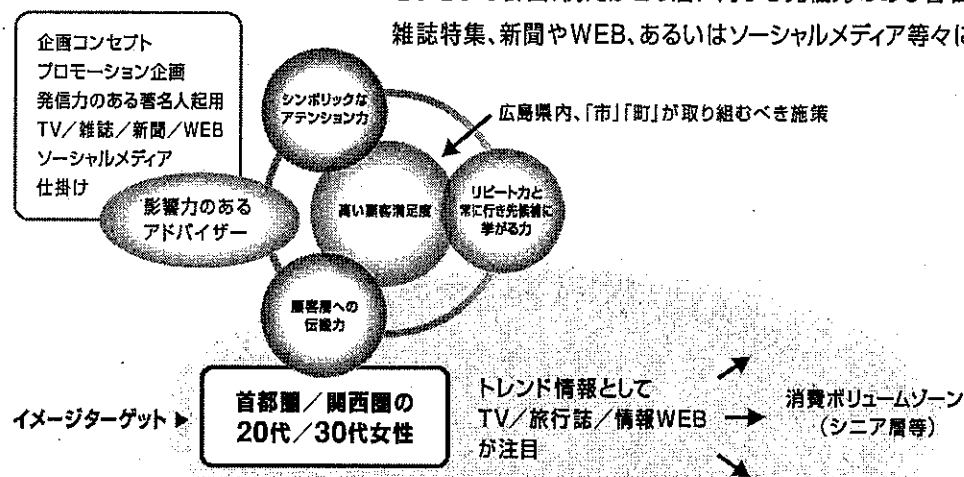 雑誌特集、新聞やWEB、あるいはソーシャルメディア等々に
企画コンセプト
プロモーション企画
発信力のある著名人起用
TV／雑誌／新聞／WEB
ソーシャルメディア
仕掛け
影響力のある
アドバイザー
シンボリックな
アテンション力
広島県内、「市」「町」が取り組むべき施策
高い顧客満足度
リピート力と
常に行き先候補に
挙がる力
顧客層への
伝播力
イメージターゲット ▶
首都圏／関西圏の
20代／30代女性
トレンド情報として
TV／旅行誌／情報WEB
が注目
消費ボリュームゾーン
（シニア層等）